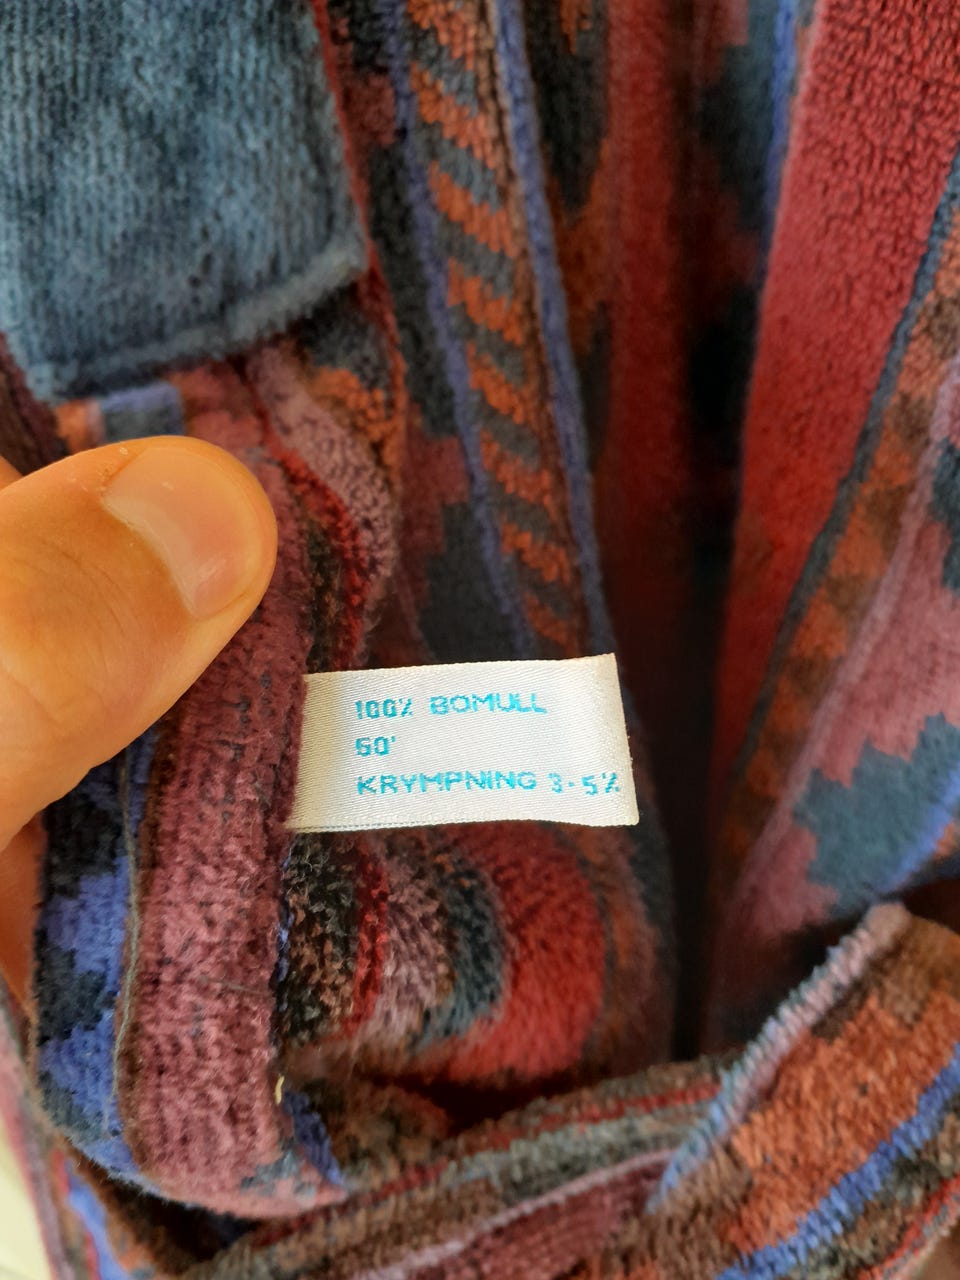 100% BOMULL
60°
KRYMPNING 3-5%